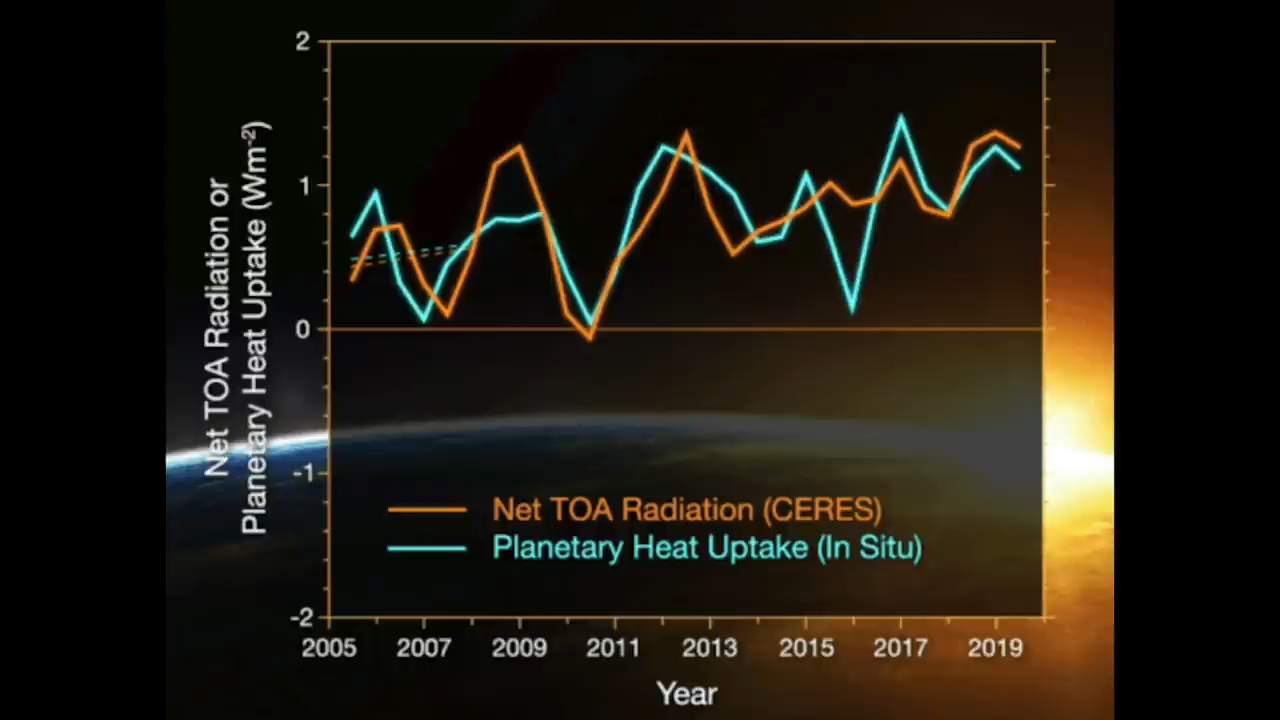 Net TOA Radiation or
Planetary Heat Uptake (Wm-2)
2
1
0
-1
-2
Net TOA Radiation (CERES)
Planetary Heat Uptake (In Situ)
2005 2007 2009 2011 2013 2015 2017 2019
Year